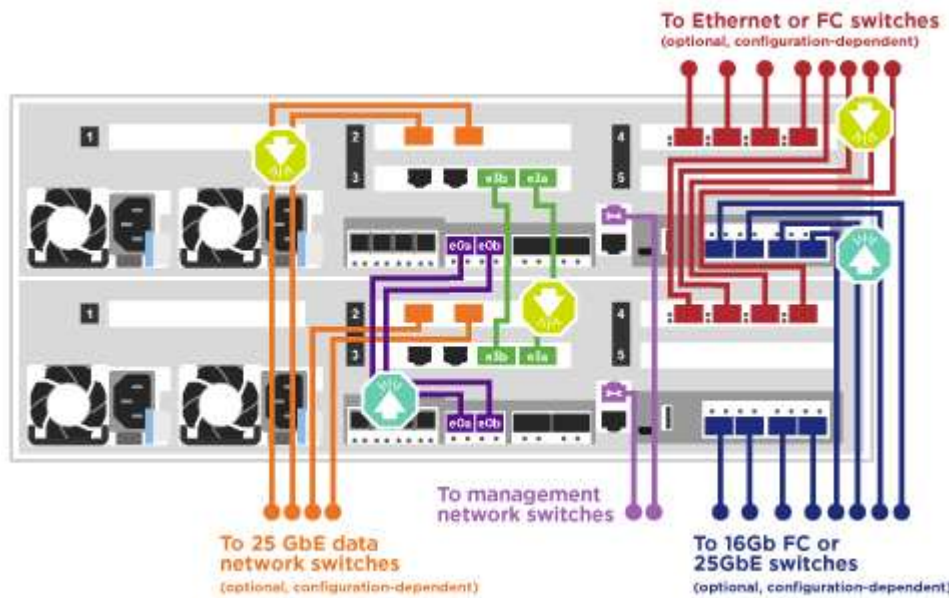 To Ethernet or FC switches
(optional, configuration-dependent)
1
2
4
3
e3b
e3a
5
e0a
e0b
1
2
4
3
e3b
e3a
5
e0a
e0b
To management
network switches
To 25 GbE data
network switches
(optional, configuration-dependent)
To 16Gb FC or
25GbE switches
(optional, configuration-dependent)